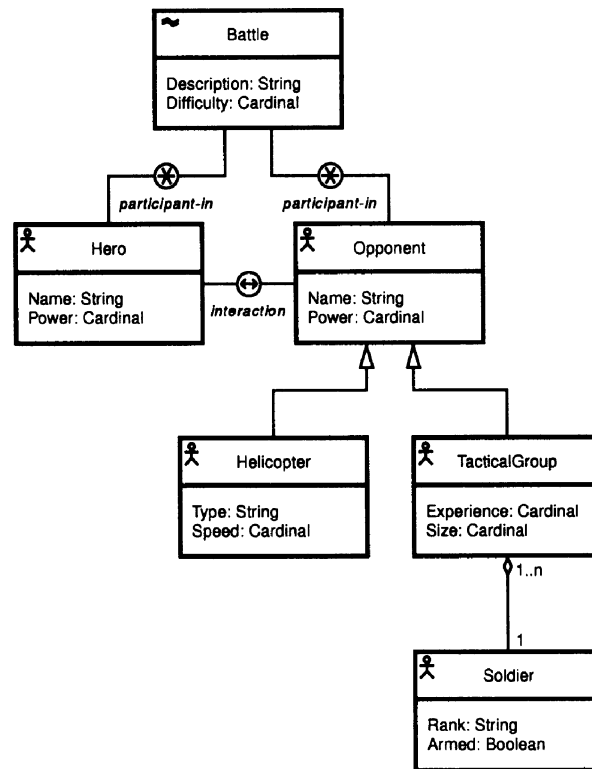 Battle
Description: String
Difficulty: Cardinal
participant-in
participant-in
Hero
Name: String
Power: Cardinal
interaction
Opponent
Name: String
Power: Cardinal
Helicopter
Type: String
Speed: Cardinal
TacticalGroup
Experience: Cardinal
Size: Cardinal
1..n
1
Soldier
Rank: String
Armed: Boolean